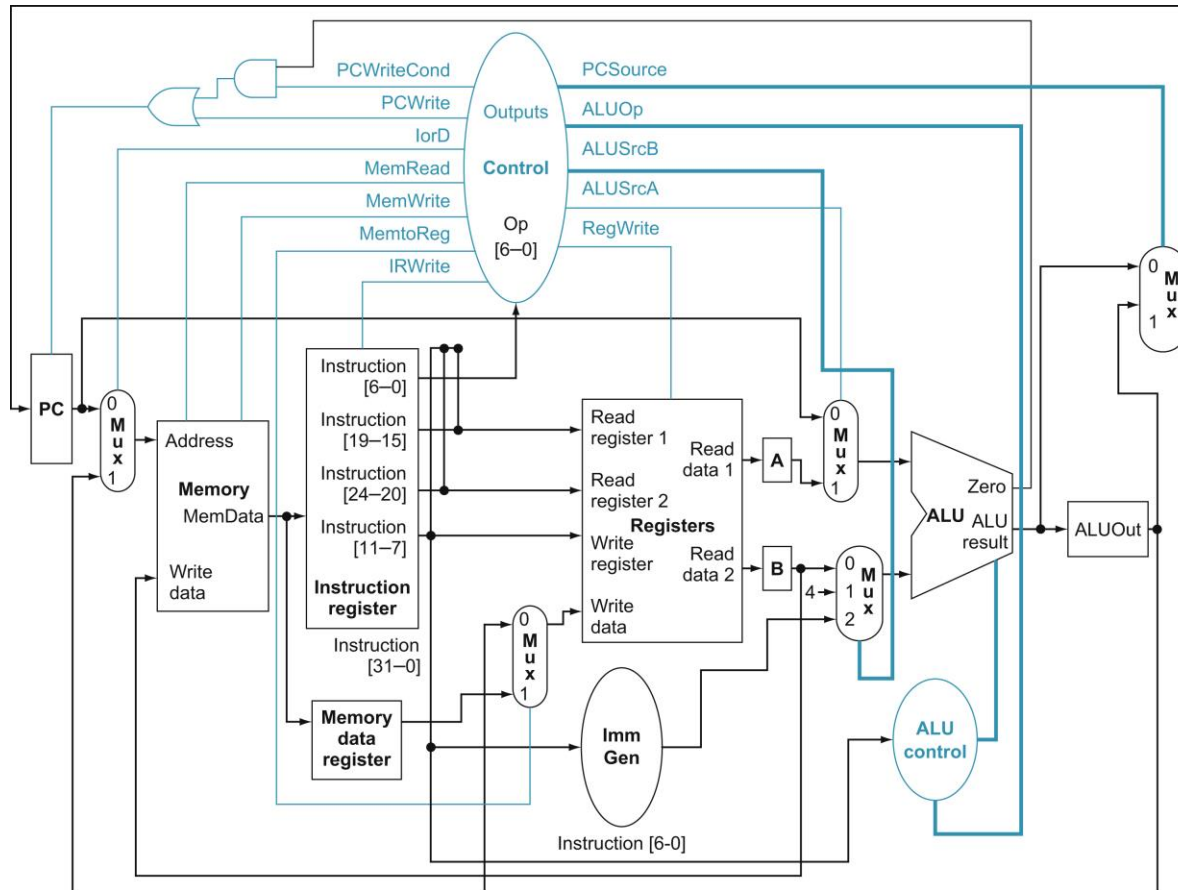 PCWriteCond
PCWrite
IorD
MemRead
MemWrite
MemtoReg
IRWrite
Outputs
Control
Op
[6–0]
PCSource
ALUOp
ALUSrcB
ALUSrcA
RegWrite
0
M
u
x
1
PC
0
M
u
x
1
Address
Memory
MemData
Write
data
Instruction
[6–0]
Instruction
[19–15]
Instruction
[24–20]
Instruction
[11–7]
Instruction
register
Instruction
[31–0]
Memory
data
register
0
M
u
x
1
Read
register 1
Read
register 2
Registers
Write
register
Write
data
Read
data 1
Read
data 2
A
B
0
M
u
x
1
0
4
1
2
M
u
x
Zero
ALU
ALU
result
ALUOut
Imm
Gen
ALU
control
Instruction [6-0]